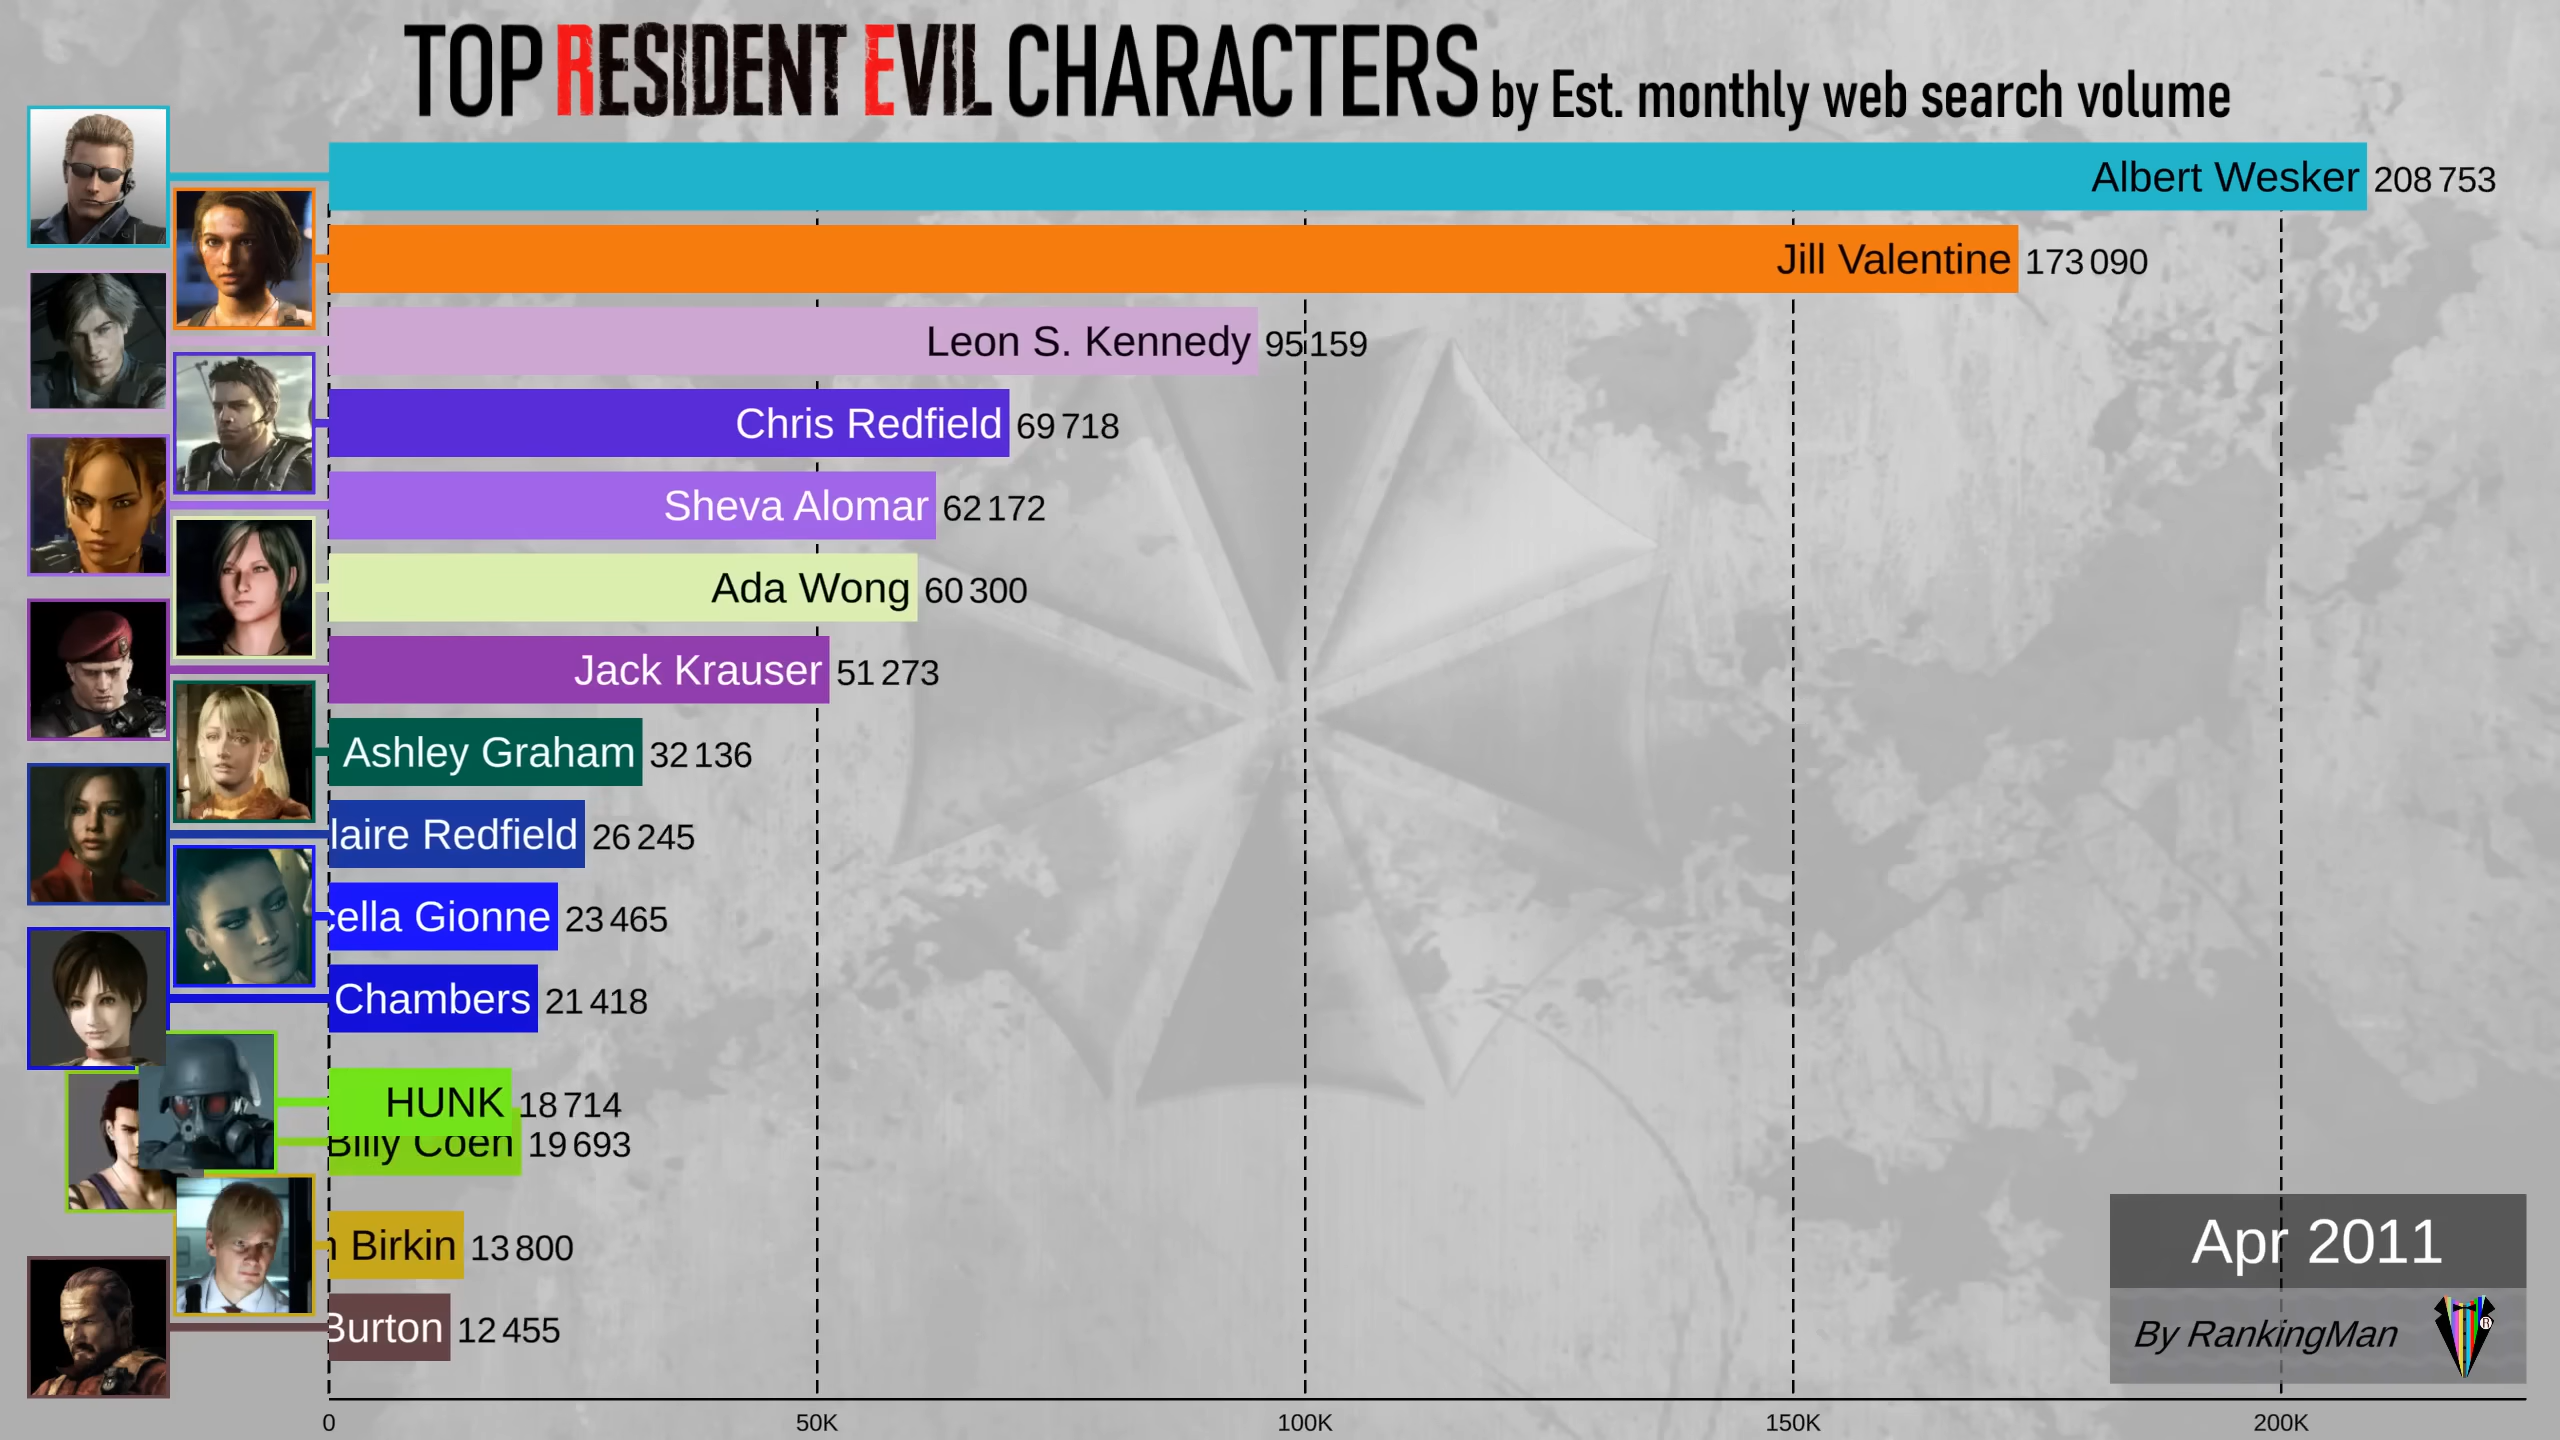 TOP RESIDENT EVIL CHARACTERS by Est. monthly web search volume
Albert Wesker 208 753
Jill Valentine 173 090
Leon S. Kennedy 95 159
Chris Redfield 69 718
Sheva Alomar 62 172
Ada Wong 60 300
Jack Krauser 51 273
Ashley Graham 32 136
laire Redfield 26 245
cella Gionne 23 465
Chambers 21 418
HUNK 18 714
Billy Coen 19 693
n Birkin 13 800
Burton 12 455
Apr 2011
By RankingMan
R
0 50K 100K 150K 200K